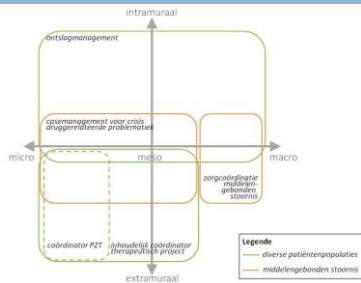 intramuraal
ontslagmanagement
casemanagement voor crisis
druggereldteerde problematiek
micro
meso
macro
zorgcoördinatie
middelen-
gebonden
stoornis
coördinator PZT
inhoudelijk coördinator
therapeutisch project
extramuraal
Legende
diverse patiëntenpopulaties
middelengebonden stoornis